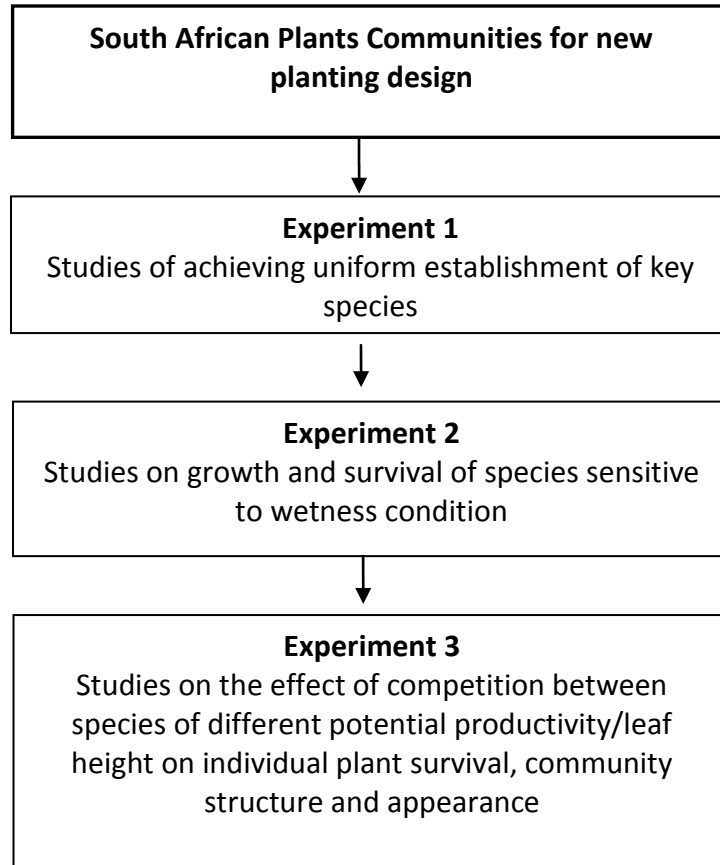 South African Plants Communities for new
planting design
Experiment 1
Studies of achieving uniform establishment of key
species
Experiment 2
Studies on growth and survival of species sensitive
to wetness condition
Experiment 3
Studies on the effect of competition between
species of different potential productivity/leaf
height on individual plant survival, community
structure and appearance